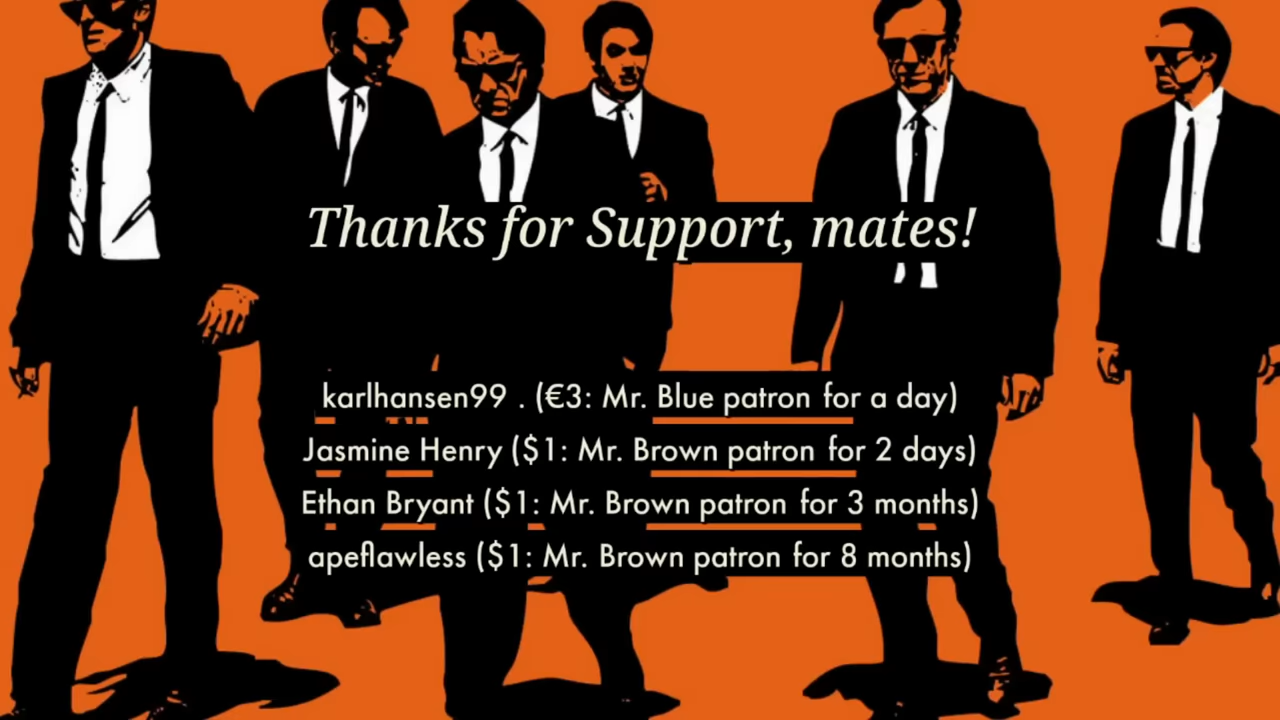 Thanks for Support, mates!
karlhansen99 . (€3: Mr. Blue patron for a day)
Jasmine Henry ($1: Mr. Brown patron for 2 days)
Ethan Bryant ($1: Mr. Brown patron for 3 months)
apeflawless ($1: Mr. Brown patron for 8 months)